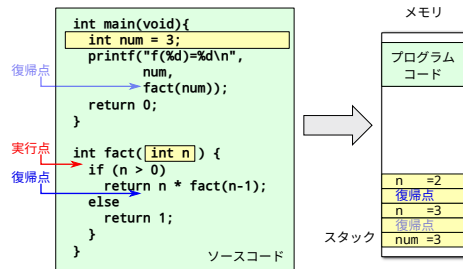 int main(void){
int num = 3;
printf("f(%d)=%d\n",
num,
fact(num));
return 0;
}
復帰点
int fact( int n ) {
if (n > 0)
return n * fact(n-1);
else
return 1;
}
}
実行点
復帰点
ソースコード
メモリ
プログラム
コード
n =2
復帰点
n =3
復帰点
num =3
スタック